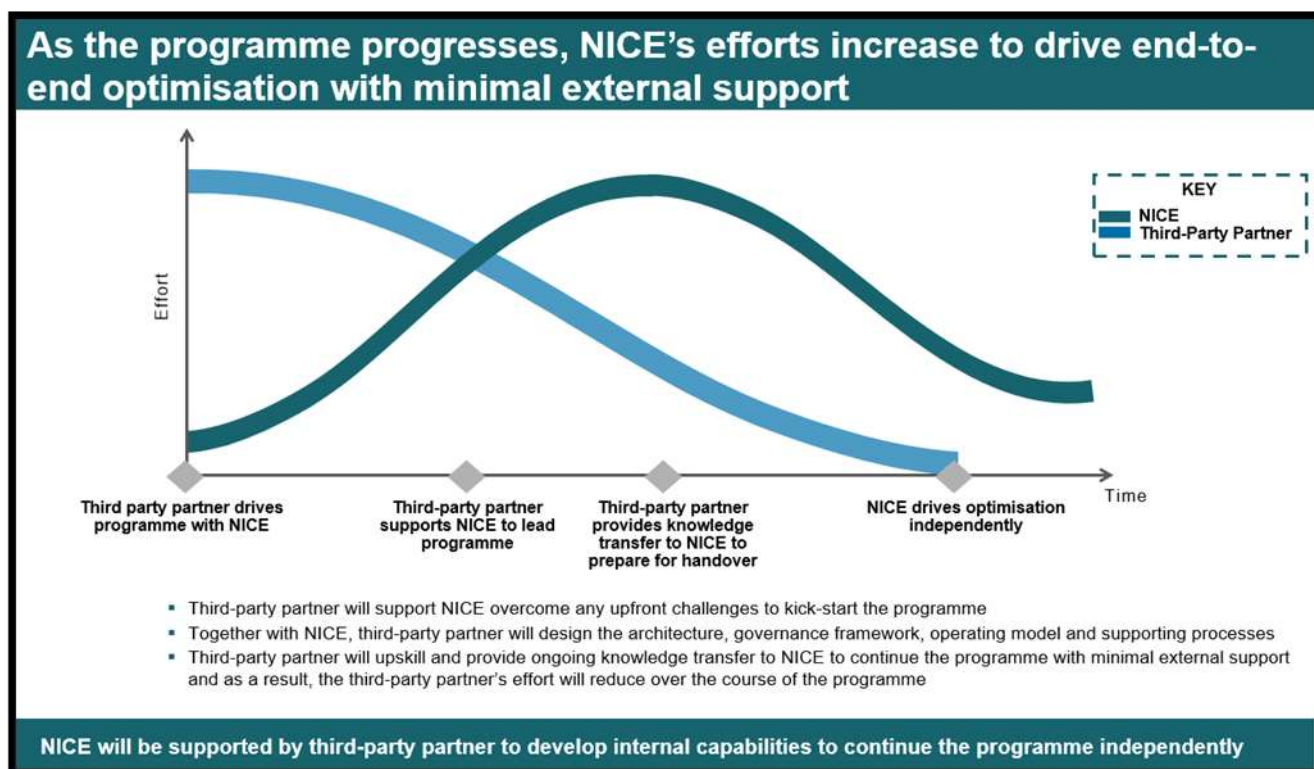 As the programme progresses, NICE’s efforts increase to drive end-to-
end optimisation with minimal external support
Effort
KEY
NICE
Third-Party Partner
Time
Third party partner drives
programme with NICE
Third-party partner
supports NICE to lead
programme
Third-party partner
provides knowledge
transfer to NICE to
prepare for handover
NICE drives optimisation
independently
▪ Third-party partner will support NICE overcome any upfront challenges to kick-start the programme
▪ Together with NICE, third-party partner will design the architecture, governance framework, operating model and supporting processes
▪ Third-party partner will upskill and provide ongoing knowledge transfer to NICE to continue the programme with minimal external support
and as a result, the third-party partner’s effort will reduce over the course of the programme
NICE will be supported by third-party partner to develop internal capabilities to continue the programme independently